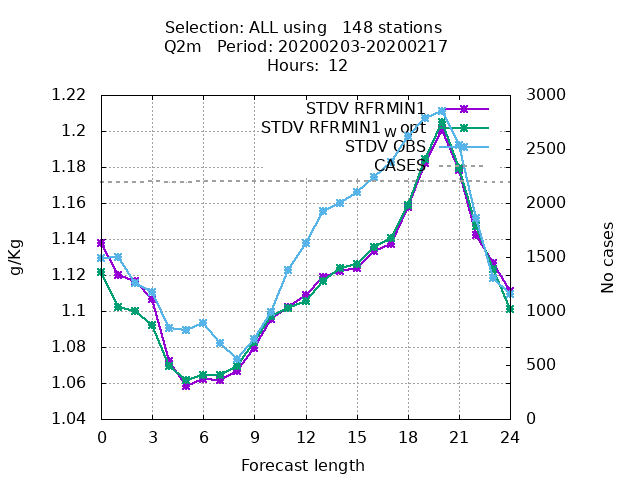 Selection: ALL using 148 stations
Q2m Period: 20200203-20200217
Hours: 12
STDV RFRMIN1
STDV RFRMIN1 w opt
STDV OBS
CASES
1.22
1.2
1.18
1.16
1.14
1.12
1.1
1.08
1.06
1.04
3000
2500
2000
1500
1000
500
0
g/Kg
No cases
0 3 6 9 12 15 18 21 24
Forecast length